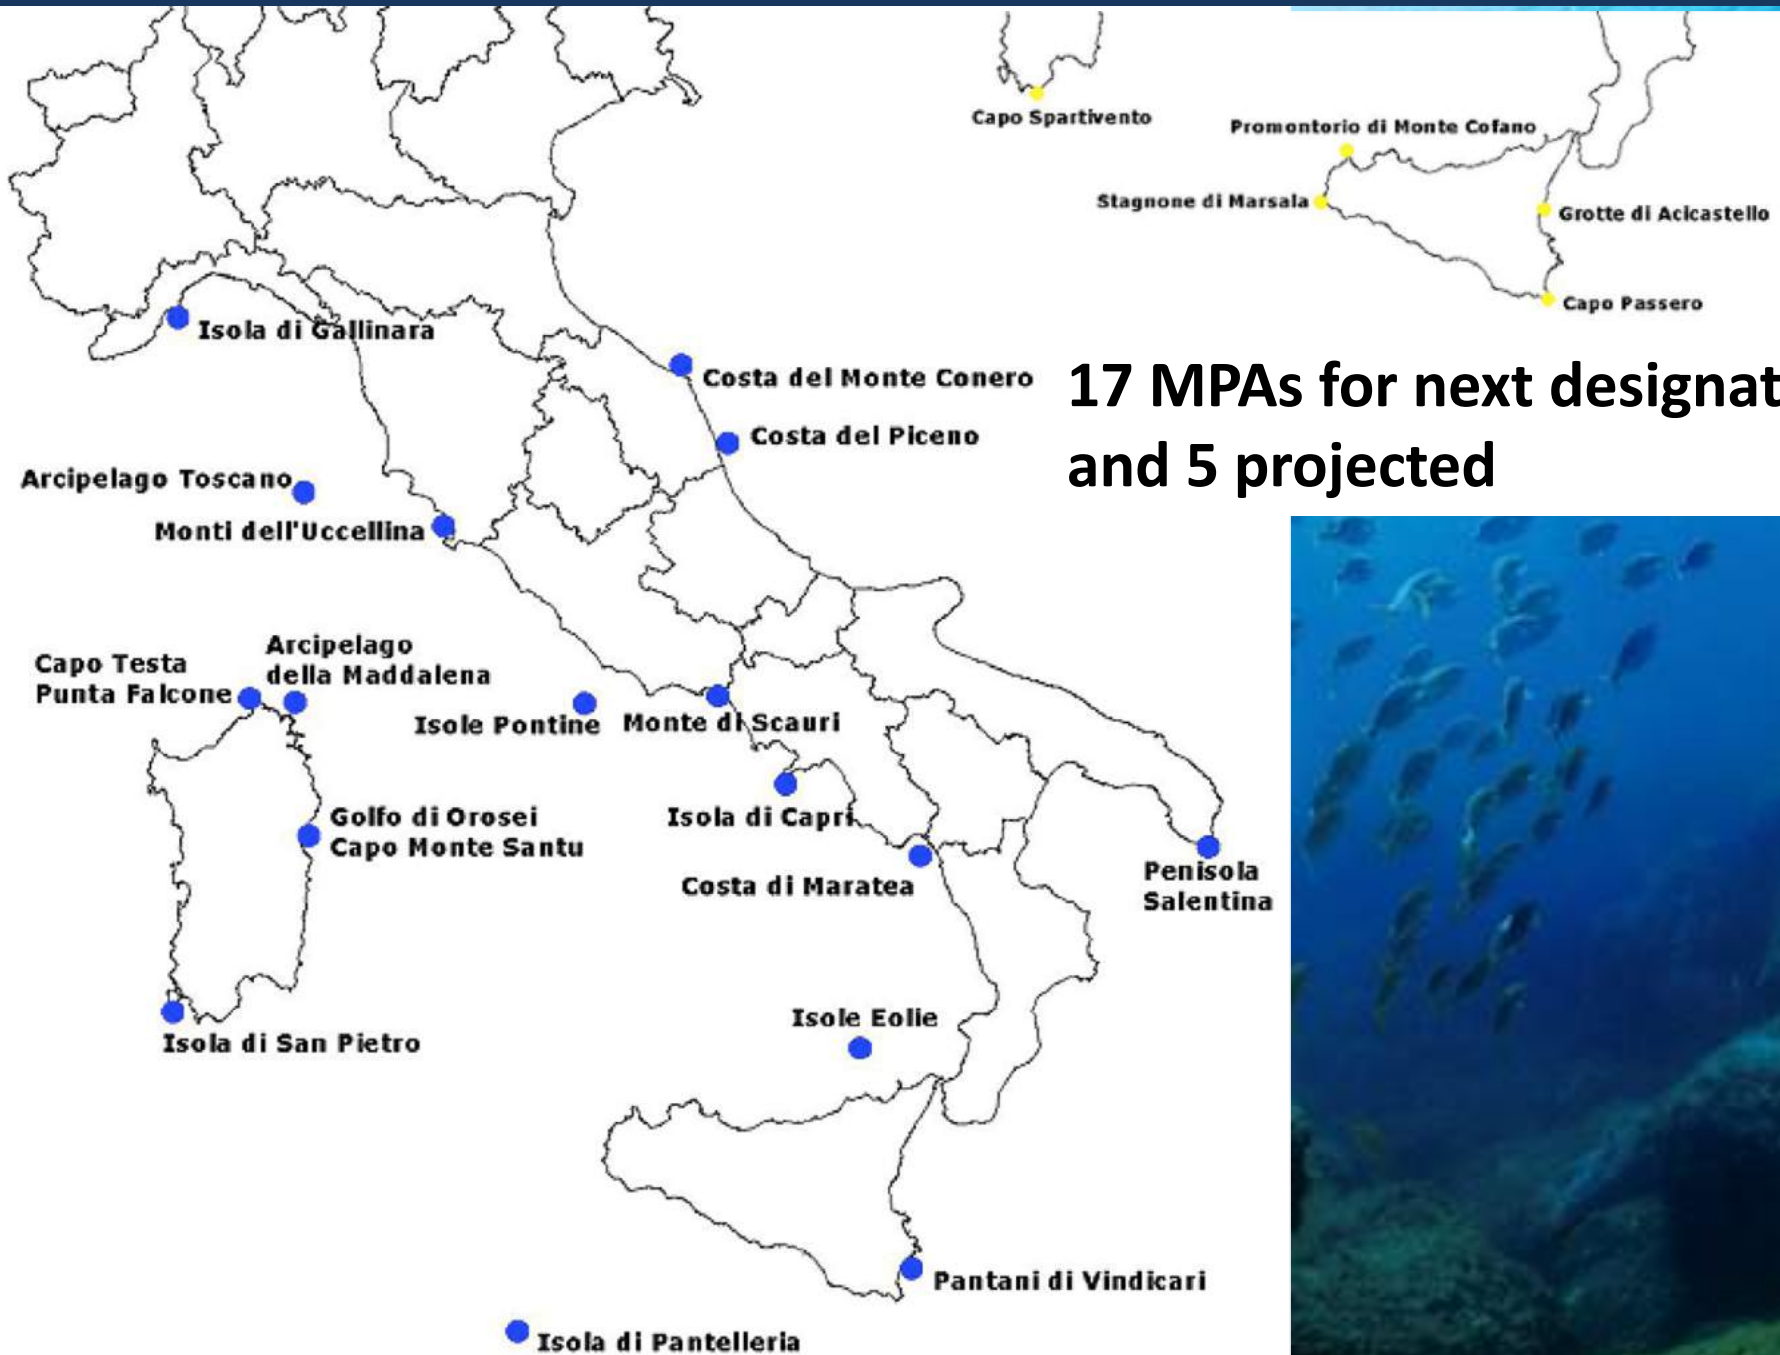 Capo Spartivento
Promontorio di Monte Cofano
Stagnone di Marsala
Grotte di Acicastello
Capo Passero
Isola di Gallinara
Costa del Monte Conero
17 MPAs for next designat
and 5 projected
Costa del Piceno
Arcipelago Toscano
Monti dell'Uccellina
Arcipelago
della Maddalena
Capo Testa
Punta Falcone
Isole Pontine
Monte di Scauri
Golfo di Orosei
Capo Monte Santu
Isola di Capri
Costa di Maratea
Penisola
Salentina
Isole Eolie
Isola di San Pietro
Pantani di Vindicari
Isola di Pantelleria